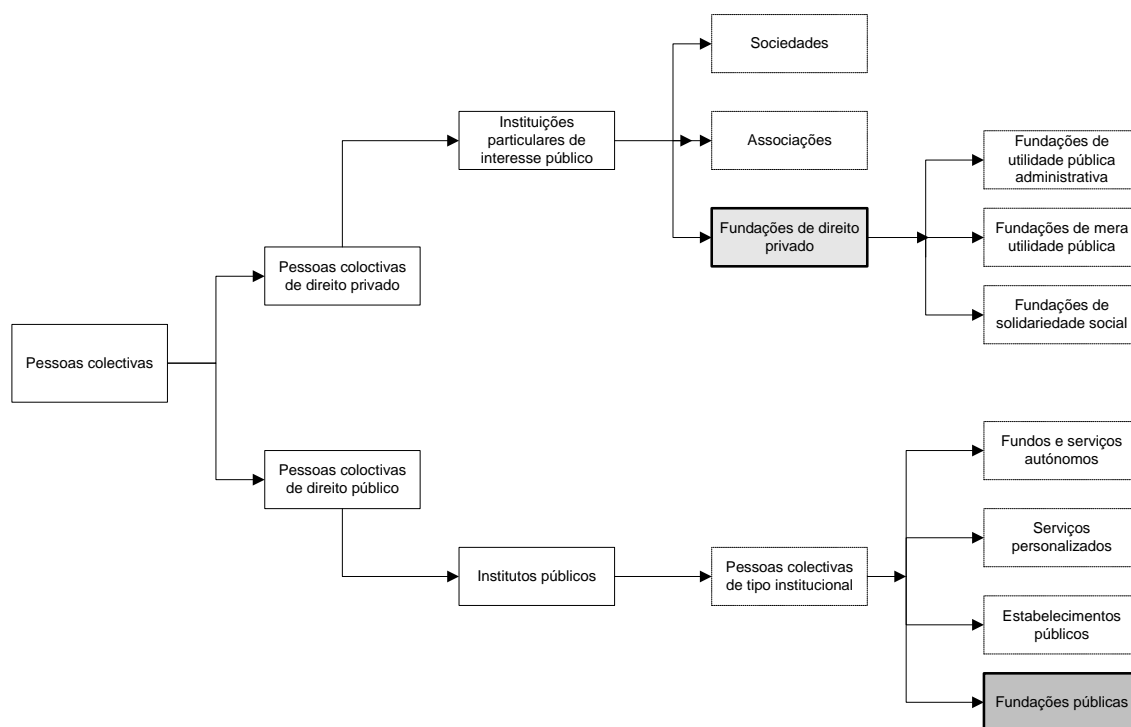 Sociedades
Instituições
particulares de
interesse público
Associações
Fundações de
utilidade pública
administrativa
Fundações de direito
privado
Fundações de mera
utilidade pública
Pessoas coloctivas
de direito privado
Fundações de
solidariedade social
Pessoas colectivas
Fundos e serviços
autónomos
Pessoas coloctivas
de direito público
Serviços
personalizados
Institutos públicos
Pessoas colectivas
de tipo institucional
Estabelecimentos
públicos
Fundações públicas